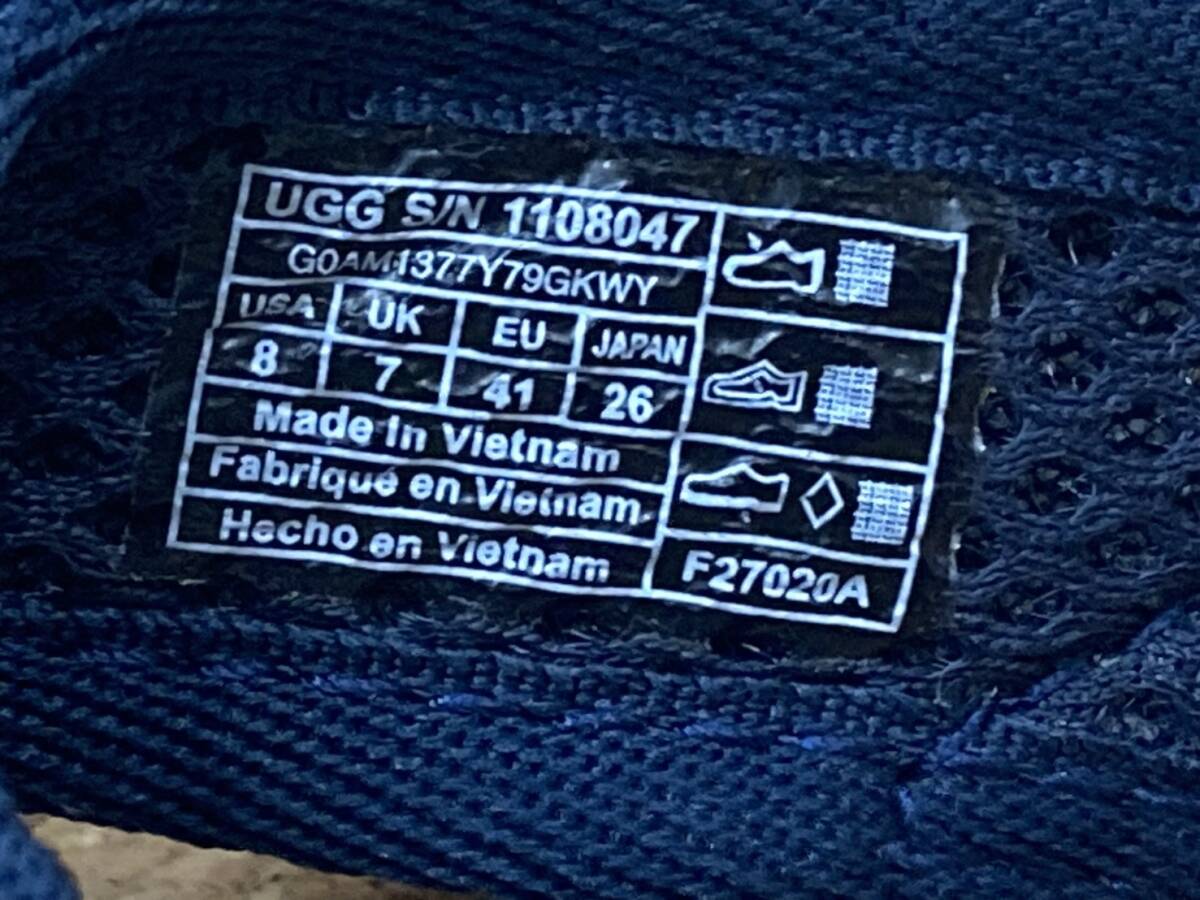 UGG S/N 1108047
G0AM1377Y79GKWY
USA UK EU JAPAN
8 7 41 26
Made In Vietnam
Fabriqué en Vietnam
Hecho en Vietnam
F27020A